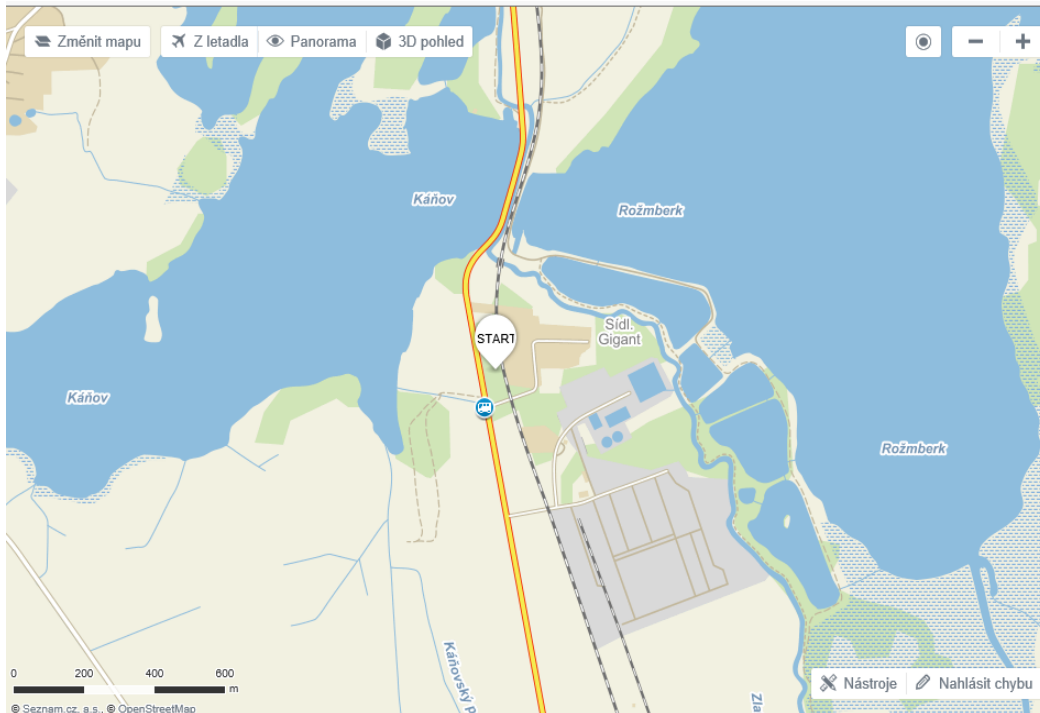 Změnit mapu
Z letadla
Panorama
3D pohled
Káňov
Rožmberk
START
Sídl.
Gigant
Káňov
Rožmberk
Káňovský p
Zla
0 200 400 600
m
© Seznam.cz, a.s., © OpenStreetMap
Nástroje
Nahlásit chybu